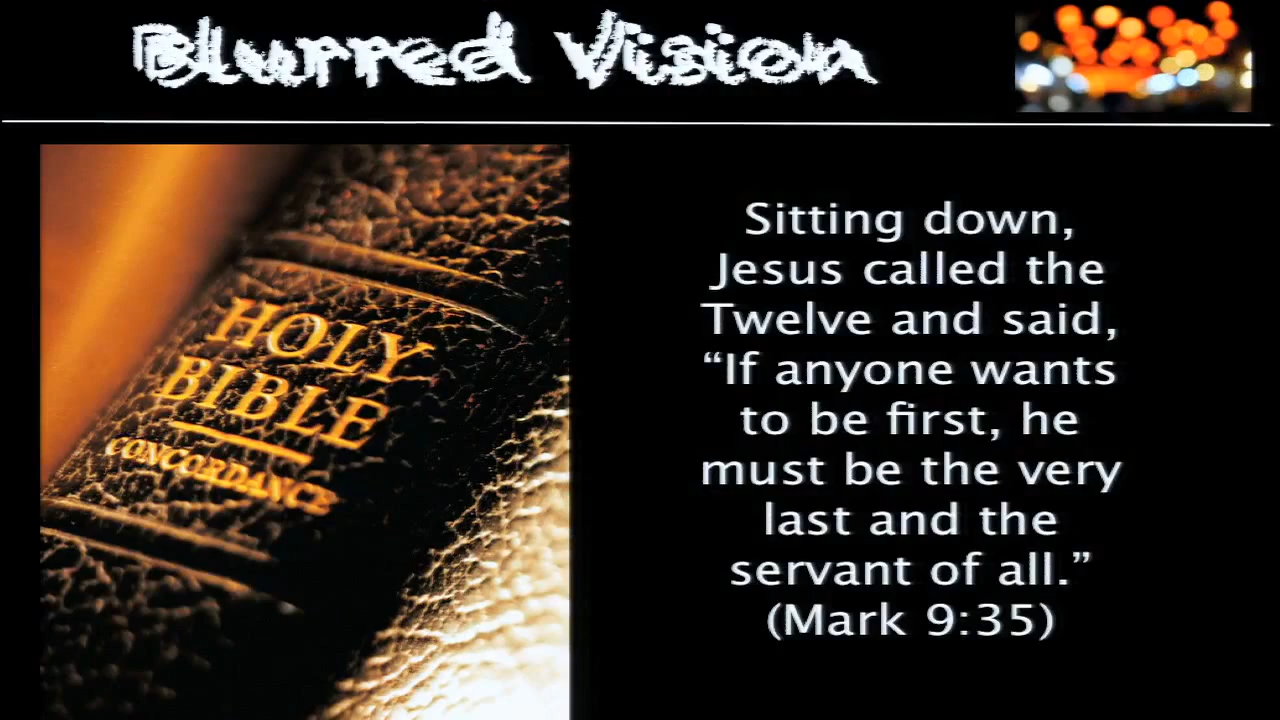 Blurred Vision
HOLY
BIBLE
CONCORDANCE
Sitting down,
Jesus called the
Twelve and said,
“If anyone wants
to be first, he
must be the very
last and the
servant of all.”
(Mark 9:35)